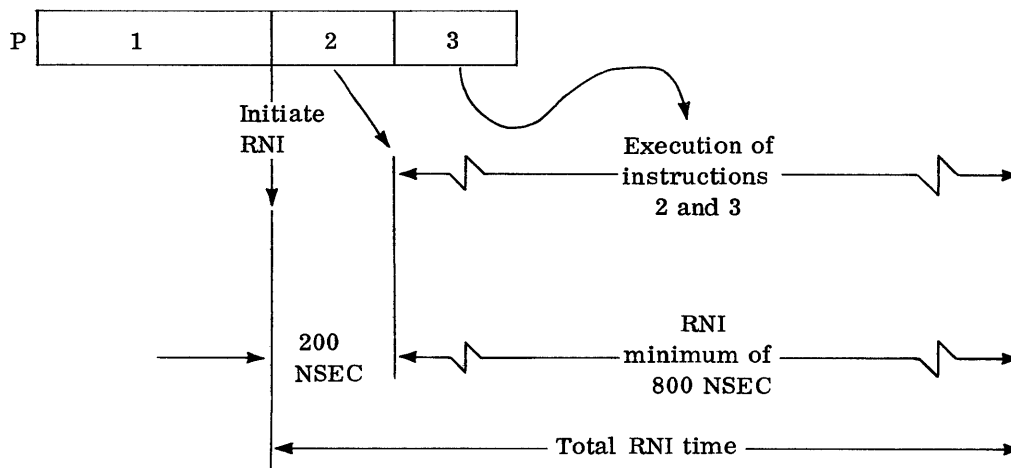 P 1 2 3
Initiate
RNI
Execution of
instructions
2 and 3
200
NSEC
RNI
minimum of
800 NSEC
Total RNI time